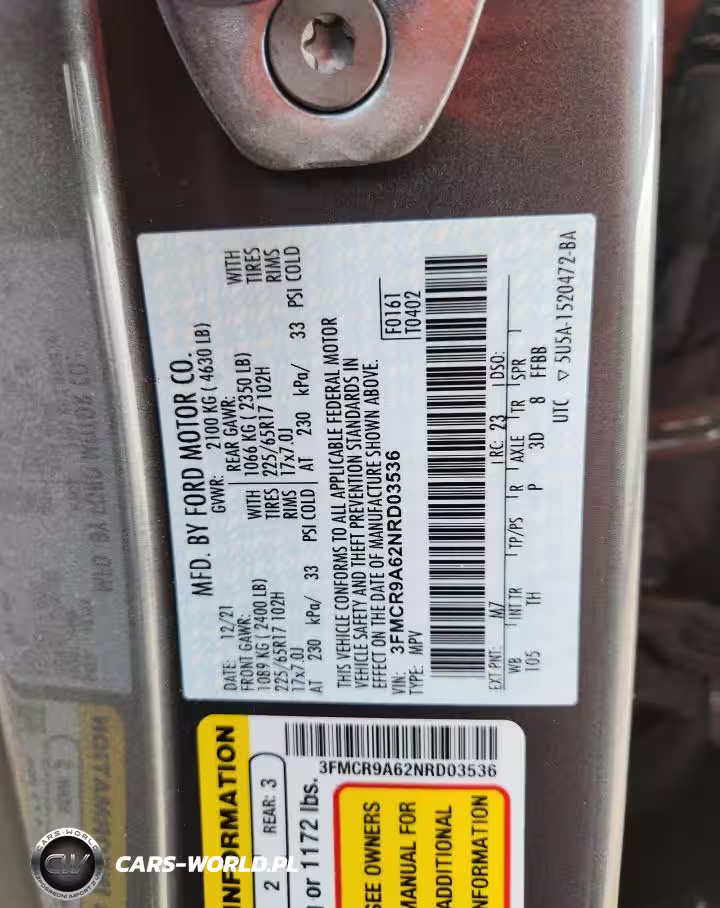 MFD. BY FORD MOTOR CO.
DATE: 12/21 GVWR: 2100 KG ( 4630 LB)
FRONT GAWR: REAR GAWR:
1089 KG ( 2400 LB) WITH 1066 KG ( 2350 LB) WITH
225/65R17 102H TIRES 225/65R17 102H TIRES
17x7.0J RIMS 17x7.0J RIMS
AT 230 kPa/ 33 PSI COLD AT 230 kPa/ 33 PSI COLD
THIS VEHICLE CONFORMS TO ALL APPLICABLE FEDERAL MOTOR
VEHICLE SAFETY AND THEFT PREVENTION STANDARDS IN
EFFECT ON THE DATE OF MANUFACTURE SHOWN ABOVE.
VIN: 3FMCR9A62NRD03536
TYPE: MPV
F0161
T0402
EXT PNT: M7 RC: 23 DSO:
WB INT TR TP/PS R AXLE TR SPR
105 TH P 3D 8 FFBB
UTC ▽ 5U5A-1520472-BA
INFORMATION
2 REAR: 3
or 1172 lbs.
3FMCR9A62NRD03536
SEE OWNERS
MANUAL FOR
ADDITIONAL
INFORMATION
CARS-WORLD
CW
CARS-WORLD.PL